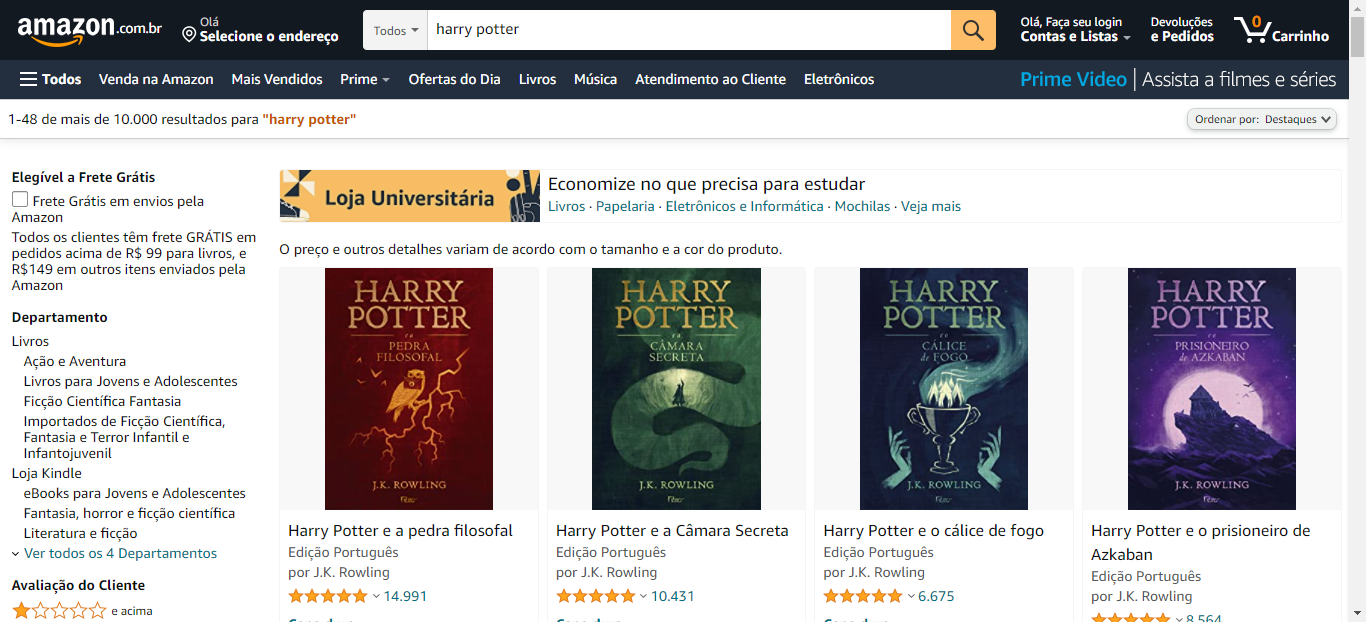 amazon.com.br
Olá
Selecione o endereço
Todos
harry potter
Olá, Faça seu login
Contas e Listas
Devoluções
e Pedidos
0
Carrinho
Todos
Venda na Amazon
Mais Vendidos
Prime
Ofertas do Dia
Livros
Música
Atendimento ao Cliente
Eletrônicos
Prime Video | Assista a filmes e séries
1-48 de mais de 10.000 resultados para "harry potter"
Ordenar por: Destaques
Elegível a Frete Grátis
Frete Grátis em envios pela
Amazon
Todos os clientes têm frete GRÁTIS em
pedidos acima de R$ 99 para livros, e
R$149 em outros itens enviados pela
Amazon
Departamento
Livros
Ação e Aventura
Livros para Jovens e Adolescentes
Ficção Científica Fantasia
Importados de Ficção Científica,
Fantasia e Terror Infantil e
Infantojuvenil
Loja Kindle
eBooks para Jovens e Adolescentes
Fantasia, horror e ficção científica
Literatura e ficção
Ver todos os 4 Departamentos
Avaliação do Cliente
e acima
Loja Universitária
Economize no que precisa para estudar
Livros · Papelaria · Eletrônicos e Informática · Mochilas · Veja mais
O preço e outros detalhes variam de acordo com o tamanho e a cor do produto.
HARRY
POTTER
e a
PEDRA
FILOSOFAL
J.K. ROWLING
Harry Potter e a pedra filosofal
Edição Português
por J.K. Rowling
14.991
HARRY
POTTER
e a
CÂMARA
SECRETA
J.K. ROWLING
Harry Potter e a Câmara Secreta
Edição Português
por J.K. Rowling
10.431
HARRY
POTTER
e o
CÁLICE
de FOGO
J.K. ROWLING
Harry Potter e o cálice de fogo
Edição Português
por J.K. Rowling
6.675
HARRY
POTTER
e o
PRISIONEIRO
de AZKABAN
J.K. ROWLING
Harry Potter e o prisioneiro de
Azkaban
Edição Português
por J.K. Rowling
8.564